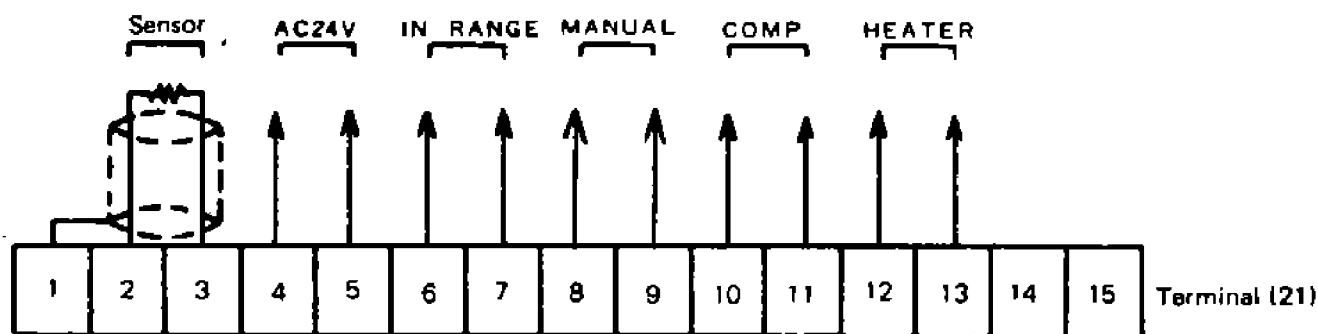 Sensor AC24V IN RANGE MANUAL COMP HEATER
1 2 3 4 5 6 7 8 9 10 11 12 13 14 15 Terminal (21)